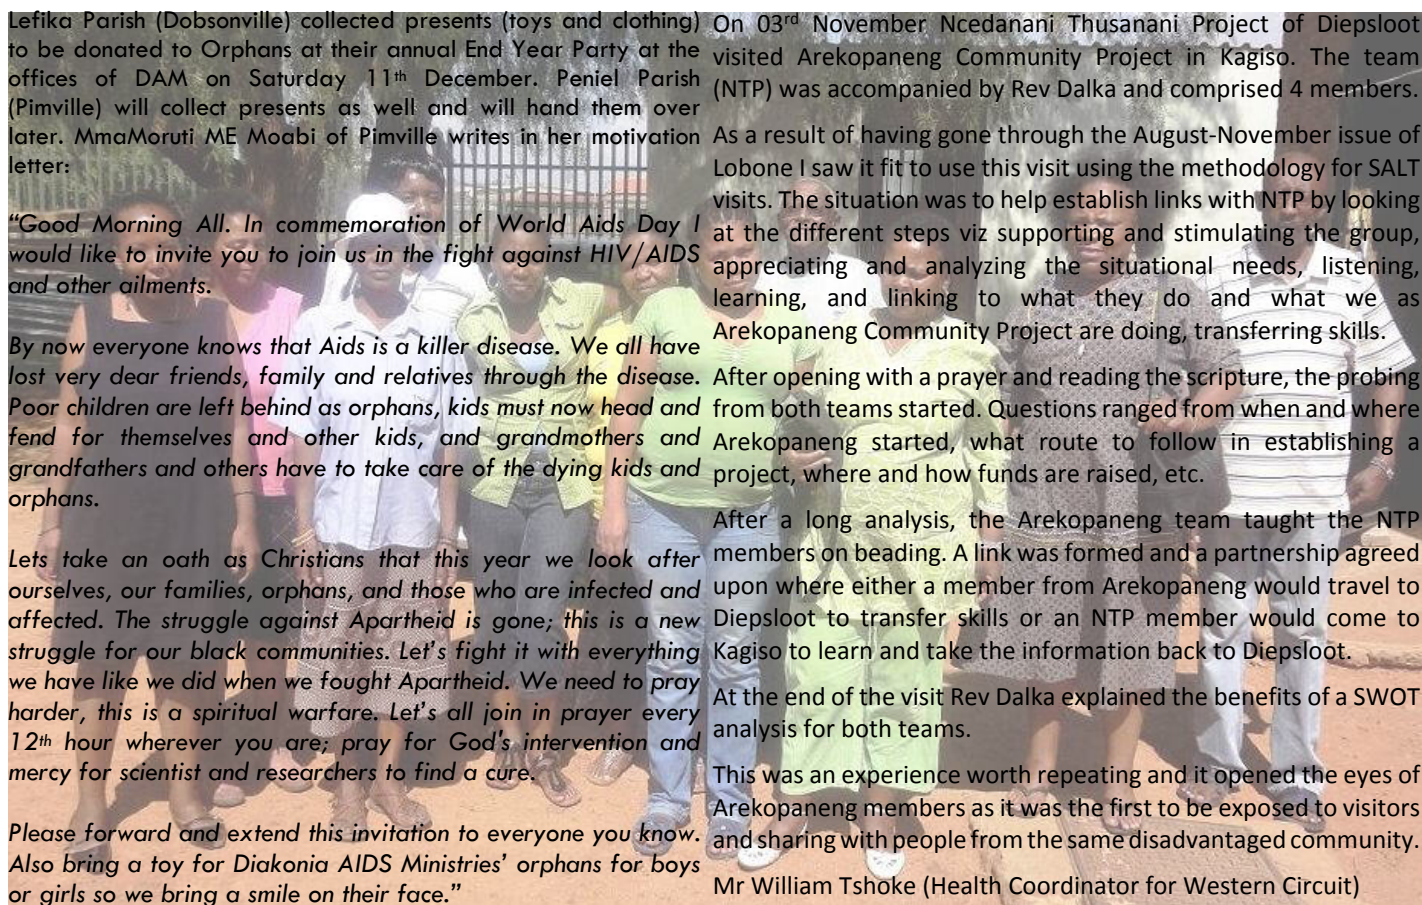 Lefika Parish (Dobsonville) collected presents (toys and clothing)
to be donated to Orphans at their annual End Year Party at the
offices of DAM on Saturday 11th December. Peniel Parish
(Pimville) will collect presents as well and will hand them over
later. MmaMoruti ME Moabi of Pimville writes in her motivation
letter:
“Good Morning All. In commemoration of World Aids Day I
would like to invite you to join us in the fight against HIV/AIDS
and other ailments.
By now everyone knows that Aids is a killer disease. We all have
lost very dear friends, family and relatives through the disease.
Poor children are left behind as orphans, kids must now head and
fend for themselves and other kids, and grandmothers and
grandfathers and others have to take care of the dying kids and
orphans.
Lets take an oath as Christians that this year we look after
ourselves, our families, orphans, and those who are infected and
affected. The struggle against Apartheid is gone; this is a new
struggle for our black communities. Let’s fight it with everything
we have like we did when we fought Apartheid. We need to pray
harder, this is a spiritual warfare. Let’s all join in prayer every
12th hour wherever you are; pray for God's intervention and
mercy for scientist and researchers to find a cure.
Please forward and extend this invitation to everyone you know.
Also bring a toy for Diakonia AIDS Ministries’ orphans for boys
or girls so we bring a smile on their face.”
On 03rd November Ncedanani Thusanani Project of Diepsloot
visited Arekopaneng Community Project in Kagiso. The team
(NTP) was accompanied by Rev Dalka and comprised 4 members.
As a result of having gone through the August-November issue of
Lobone I saw it fit to use this visit using the methodology for SALT
visits. The situation was to help establish links with NTP by looking
at the different steps viz supporting and stimulating the group,
appreciating and analyzing the situational needs, listening,
learning, and linking to what they do and what we as
Arekopaneng Community Project are doing, transferring skills.
After opening with a prayer and reading the scripture, the probing
from both teams started. Questions ranged from when and where
Arekopaneng started, what route to follow in establishing a
project, where and how funds are raised, etc.
After a long analysis, the Arekopaneng team taught the NTP
members on beading. A link was formed and a partnership agreed
upon where either a member from Arekopaneng would travel to
Diepsloot to transfer skills or an NTP member would come to
Kagiso to learn and take the information back to Diepsloot.
At the end of the visit Rev Dalka explained the benefits of a SWOT
analysis for both teams.
This was an experience worth repeating and it opened the eyes of
Arekopaneng members as it was the first to be exposed to visitors
and sharing with people from the same disadvantaged community.
Mr William Tshoke (Health Coordinator for Western Circuit)